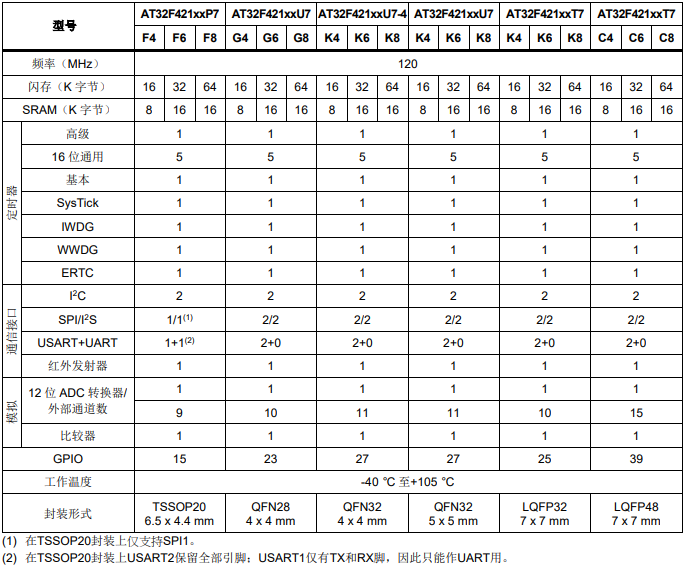 型号 AT32F421xxP7 AT32F421xxU7 AT32F421xxU7-4 AT32F421xxU7 AT32F421xxT7 AT32F421xxT7
F4 F6 F8 G4 G6 G8 K4 K6 K8 K4 K6 K8 K4 K6 K8 C4 C6 C8
频率（MHz） 120
闪存（K 字节） 16 32 64 16 32 64 16 32 64 16 32 64 16 32 64 16 32 64
SRAM（K 字节） 8 16 16 8 16 16 8 16 16 8 16 16 8 16 16 8 16 16
定时器
高级 1 1 1 1 1 1
16 位通用 5 5 5 5 5 5
基本 1 1 1 1 1 1
SysTick 1 1 1 1 1 1
IWDG 1 1 1 1 1 1
WWDG 1 1 1 1 1 1
ERTC 1 1 1 1 1 1
通信接口
I²C 2 2 2 2 2 2
SPI/I²S 1/1⁽¹⁾ 2/2 2/2 2/2 2/2 2/2
USART+UART 1+1⁽²⁾ 2+0 2+0 2+0 2+0 2+0
红外发射器 1 1 1 1 1 1
模拟
12 位 ADC 转换器/ 1 1 1 1 1 1
外部通道数 9 10 11 11 10 15
比较器 1 1 1 1 1 1
GPIO 15 23 27 27 25 39
工作温度 -40 °C 至+105 °C
封装形式 TSSOP20 QFN28 QFN32 QFN32 LQFP32 LQFP48
6.5 x 4.4 mm 4 x 4 mm 4 x 4 mm 5 x 5 mm 7 x 7 mm 7 x 7 mm
(1) 在TSSOP20封装上仅支持SPI1。
(2) 在TSSOP20封装上USART2保留全部引脚；USART1仅有TX和RX脚，因此只能作UART用。